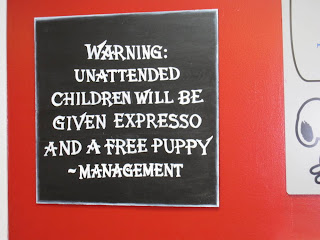 WARNING:
UNATTENDED
CHILDREN WILL BE
GIVEN EXPRESSO
AND A FREE PUPPY
~MANAGEMENT